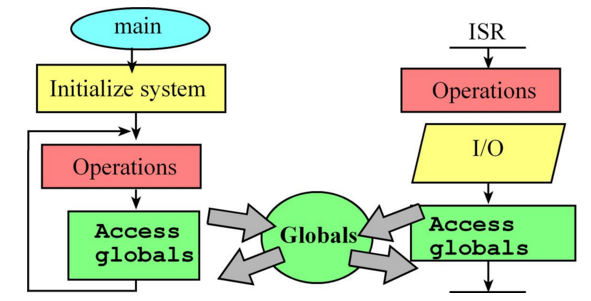 main
Initialize system
Operations
Access
globals
Globals
ISR
Operations
I/O
Access
globals